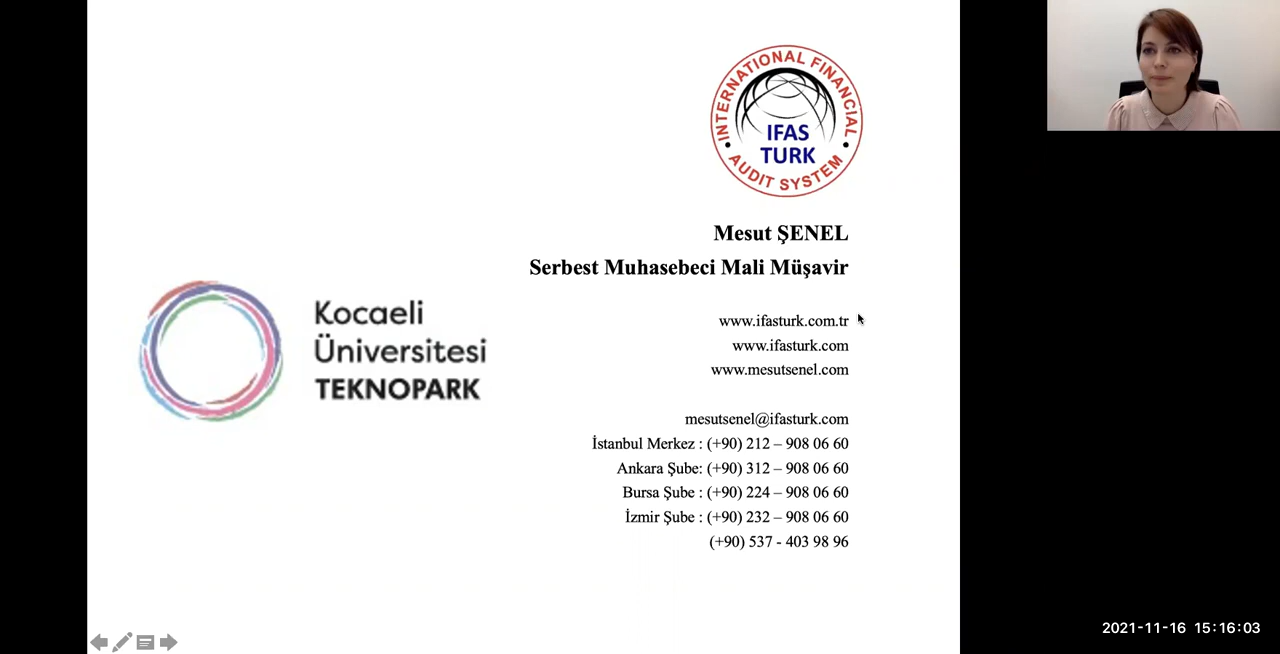 INTERNATIONAL FINANCIAL
IFAS
TURK
AUDIT SYSTEM
Mesut ŞENEL
Serbest Muhasebeci Mali Müşavir
Kocaeli
Üniversitesi
TEKNOPARK
www.ifasturk.com.tr
www.ifasturk.com
www.mesutsenel.com
mesutsenel@ifasturk.com
İstanbul Merkez : (+90) 212 – 908 06 60
Ankara Şube: (+90) 312 – 908 06 60
Bursa Şube : (+90) 224 – 908 06 60
İzmir Şube : (+90) 232 – 908 06 60
(+90) 537 - 403 98 96
2021-11-16 15:16:03